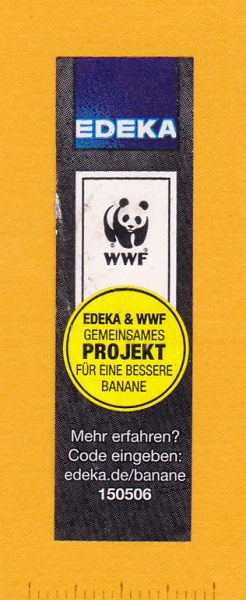 EDEKA
WWF
EDEKA & WWF
GEMEINSAMES
PROJEKT
FÜR EINE BESSERE
BANANE
Mehr erfahren?
Code eingeben:
edeka.de/banane
150506